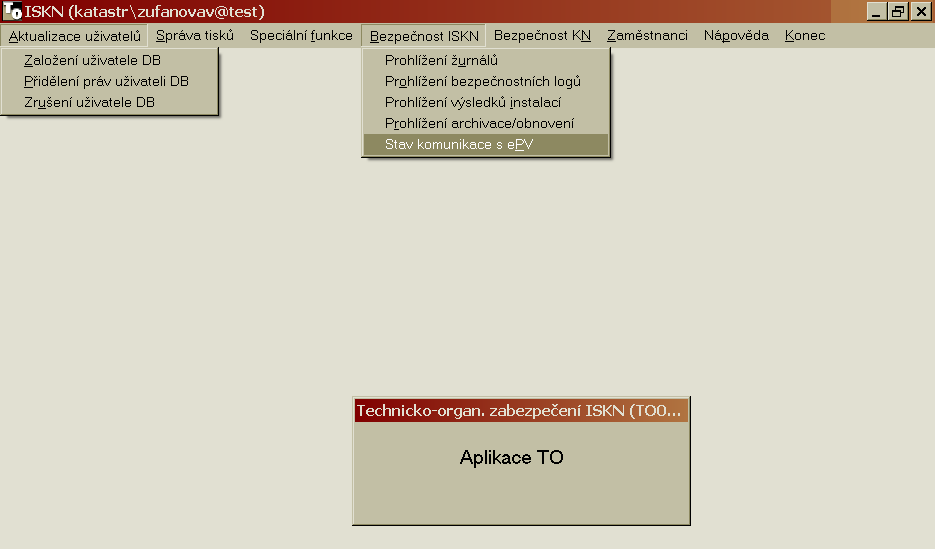 TO ISKN (katastr\zufanovav@test)
Aktualizace uživatelů Správa tisků Speciální funkce Bezpečnost ISKN Bezpečnost KN Zaměstnanci Nápověda Konec
Založení uživatele DB
Přidělení práv uživateli DB
Zrušení uživatele DB
Prohlížení žurnálů
Prohlížení bezpečnostních logů
Prohlížení výsledků instalací
Prohlížení archivace/obnovení
Stav komunikace s ePV
Technicko-organ. zabezpečení ISKN (TO0...
Aplikace TO